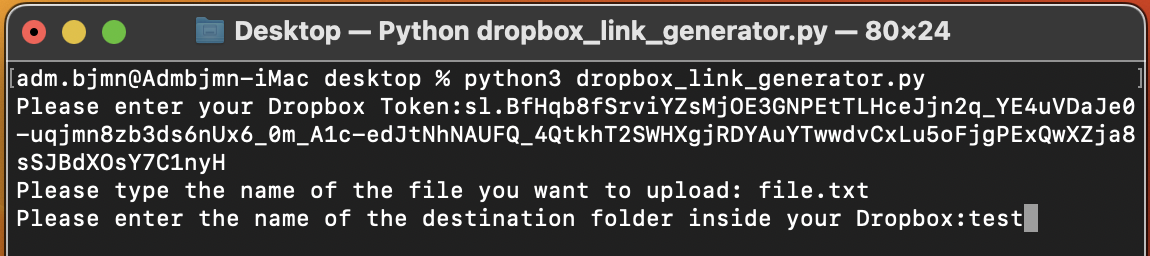 Desktop — Python dropbox_link_generator.py — 80×24
[adm.bjmn@Admbjmn-iMac desktop % python3 dropbox_link_generator.py ]
Please enter your Dropbox Token:sl.BfHqb8fSrviYZsMjOE3GNPEtTLHceJjn2q_YE4uVDaJe0
-uqjmn8zb3ds6nUx6_0m_A1c-edJtNhNAUFQ_4QtkhT2SWHXgjRDYAuYTwwdvCxLu5oFjgPExQwXZja8
sSJBdXOsY7C1nyH
Please type the name of the file you want to upload: file.txt
Please enter the name of the destination folder inside your Dropbox:test